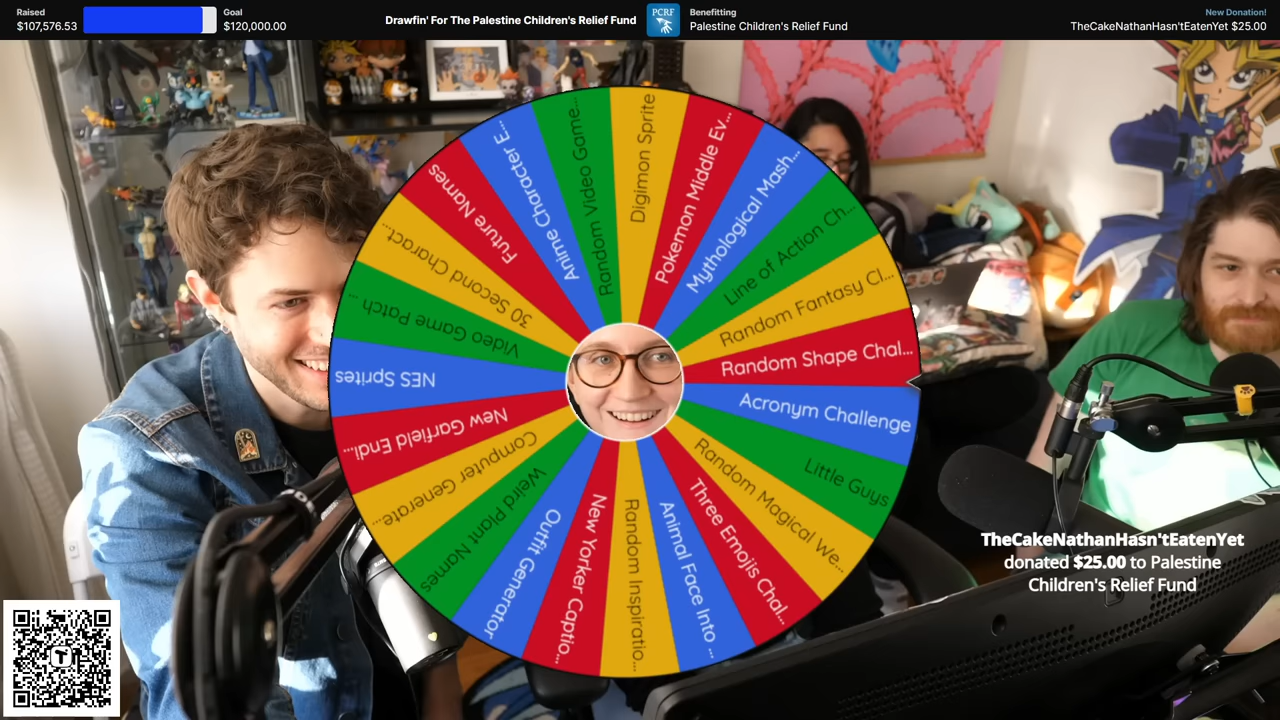 Raised
$107,576.53
Goal
$120,000.00
Drawfin' For The Palestine Children's Relief Fund
PCRF
Benefitting
Palestine Children's Relief Fund
New Donation!
TheCakeNathanHasn'tEatenYet $25.00
Digimon Sprite
Pokemon Middle Ev...
Mythological Mash...
Line of Action Ch...
Random Fantasy Cl...
Random Shape Chal...
Acronym Challenge
Little Guys
Random Magical We...
Three Emojis Chal...
Animal Face Into ...
Random Inspiratio...
New Yorker Captio...
Outfit Generator
Weird Plant Names
Computer Generate...
New Garfield Endi...
NES Sprites
Video Game Patch ...
30 Second Charact...
Future Names
Anime Character E...
Random Video Game...
TheCakeNathanHasn'tEatenYet
donated $25.00 to Palestine
Children's Relief Fund